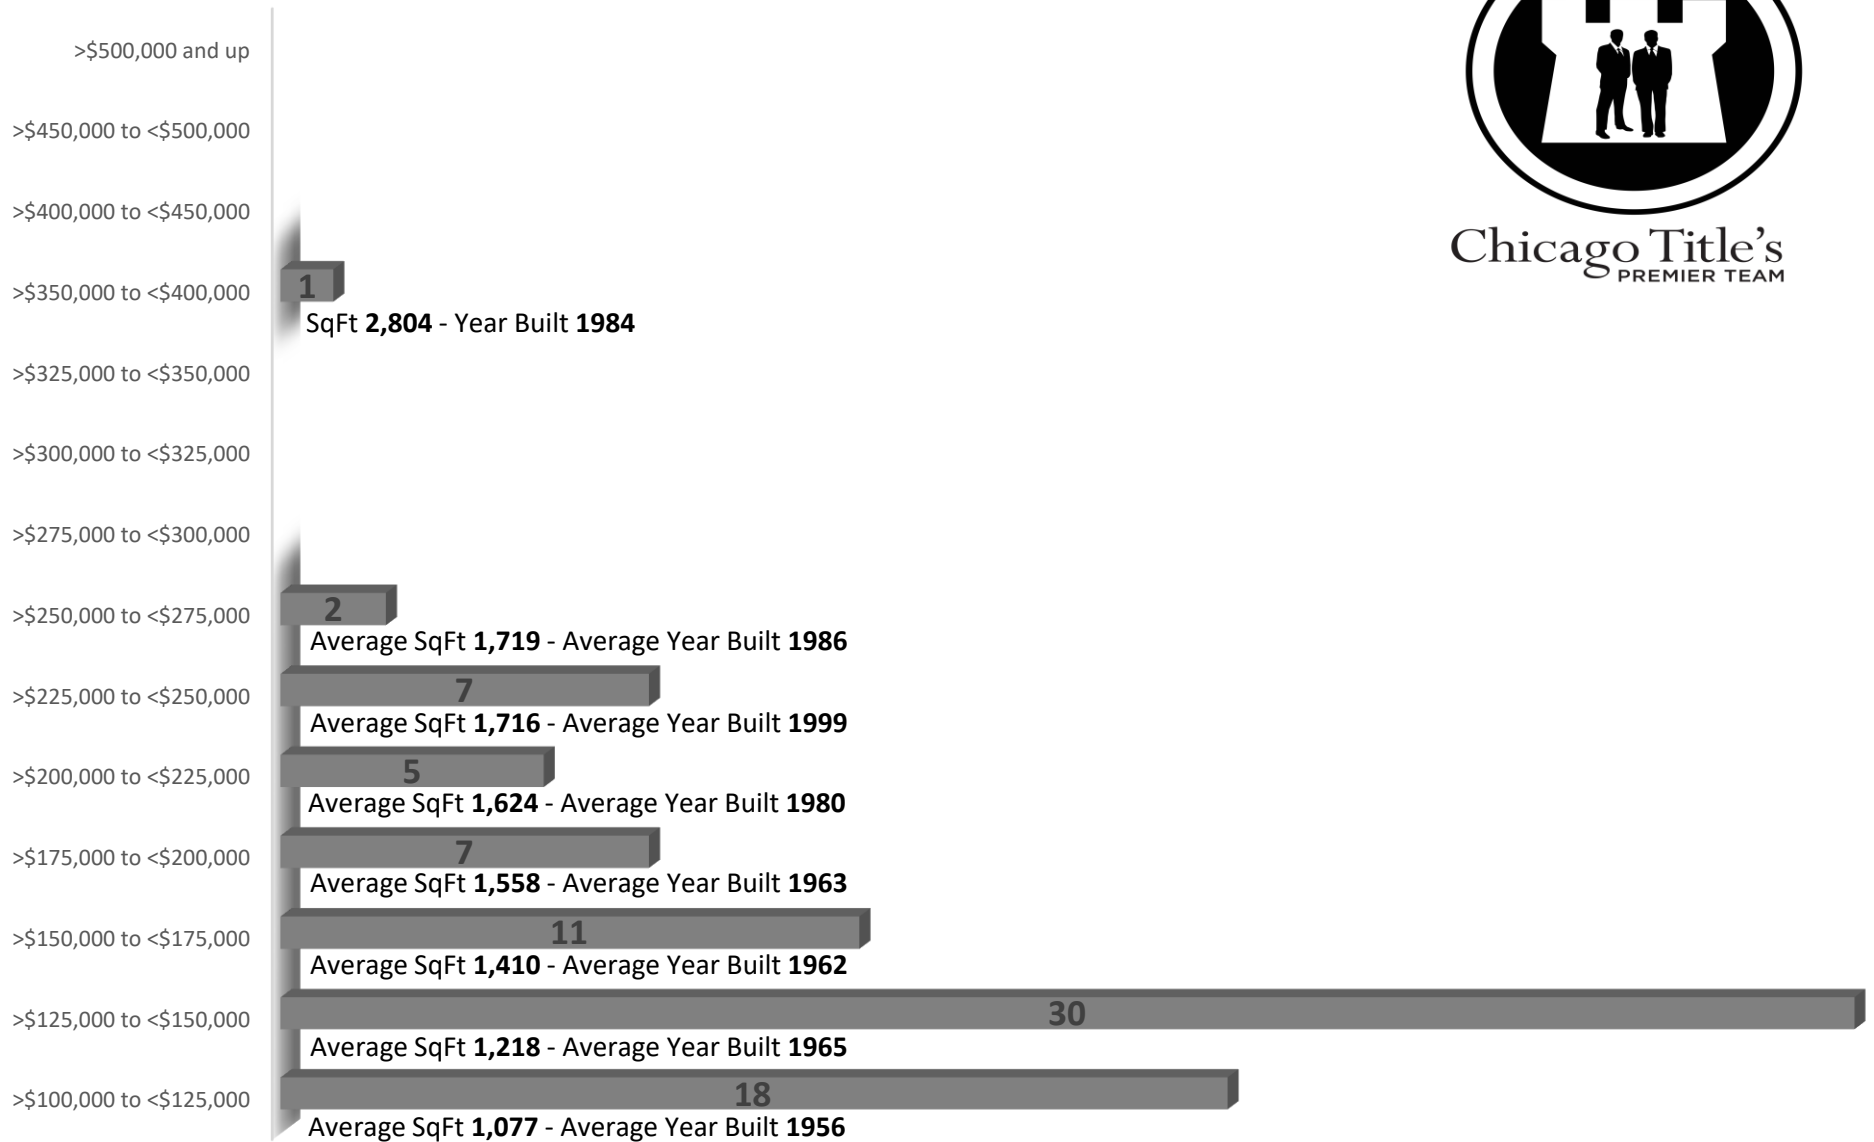 >$500,000 and up
>$450,000 to <$500,000
>$400,000 to <$450,000
>$350,000 to <$400,000
1
SqFt 2,804 - Year Built 1984
Chicago Title's
PREMIER TEAM
>$325,000 to <$350,000
>$300,000 to <$325,000
>$275,000 to <$300,000
>$250,000 to <$275,000
2
Average SqFt 1,719 - Average Year Built 1986
>$225,000 to <$250,000
7
Average SqFt 1,716 - Average Year Built 1999
>$200,000 to <$225,000
5
Average SqFt 1,624 - Average Year Built 1980
>$175,000 to <$200,000
7
Average SqFt 1,558 - Average Year Built 1963
>$150,000 to <$175,000
11
Average SqFt 1,410 - Average Year Built 1962
>$125,000 to <$150,000
30
Average SqFt 1,218 - Average Year Built 1965
>$100,000 to <$125,000
18
Average SqFt 1,077 - Average Year Built 1956